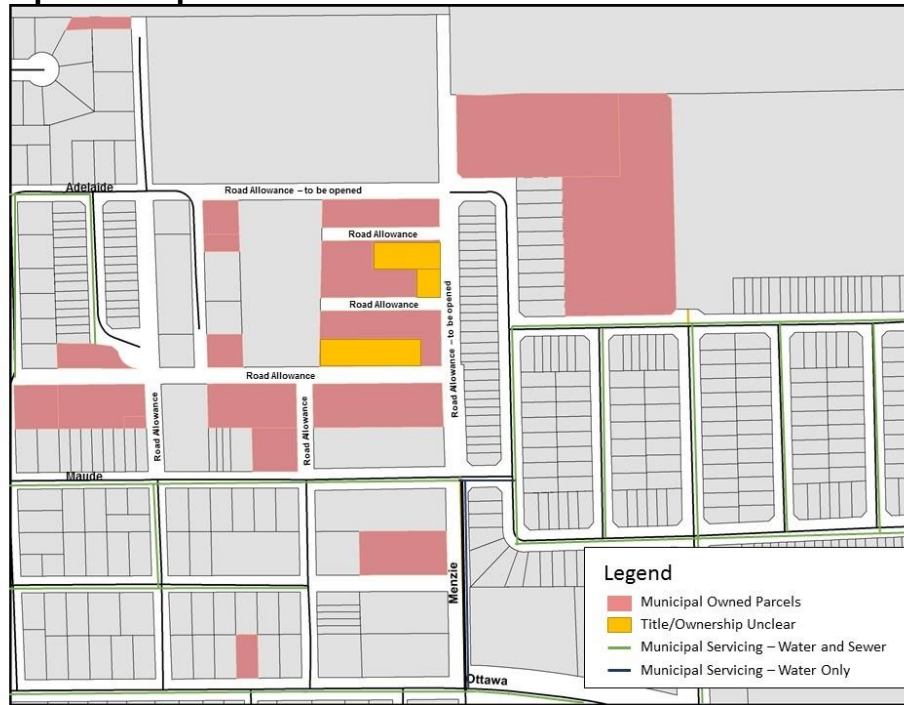 Adelaide
Road Allowance – to be opened
Road Allowance
Road Allowance
Road Allowance – to be opened
Road Allowance
Road Allowance
Road Allowance
Maude
Menzie
Ottawa
Legend
Municipal Owned Parcels
Title/Ownership Unclear
Municipal Servicing – Water and Sewer
Municipal Servicing – Water Only